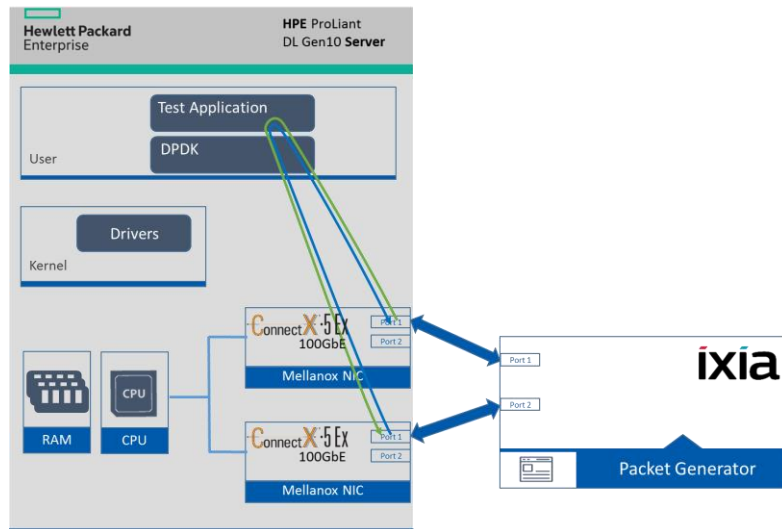 Hewlett Packard
Enterprise
HPE ProLiant
DL Gen10 Server
Test Application
DPDK
User
Drivers
Kernel
ConnectX·5 Ex
100GbE
Port 1
Port 2
Mellanox NIC
ConnectX·5 Ex
100GbE
Port 1
Port 2
Mellanox NIC
CPU
RAM
CPU
Port 1
Port 2
ixia
Packet Generator